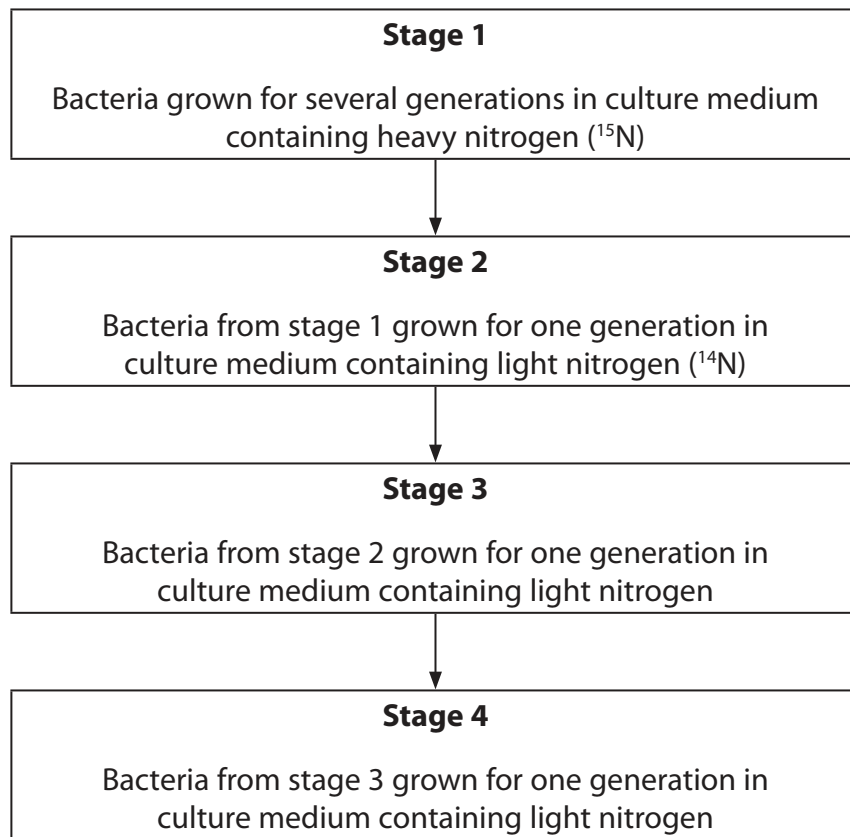 Stage 1
Bacteria grown for several generations in culture medium
containing heavy nitrogen (¹⁵N)
Stage 2
Bacteria from stage 1 grown for one generation in
culture medium containing light nitrogen (¹⁴N)
Stage 3
Bacteria from stage 2 grown for one generation in
culture medium containing light nitrogen
Stage 4
Bacteria from stage 3 grown for one generation in
culture medium containing light nitrogen